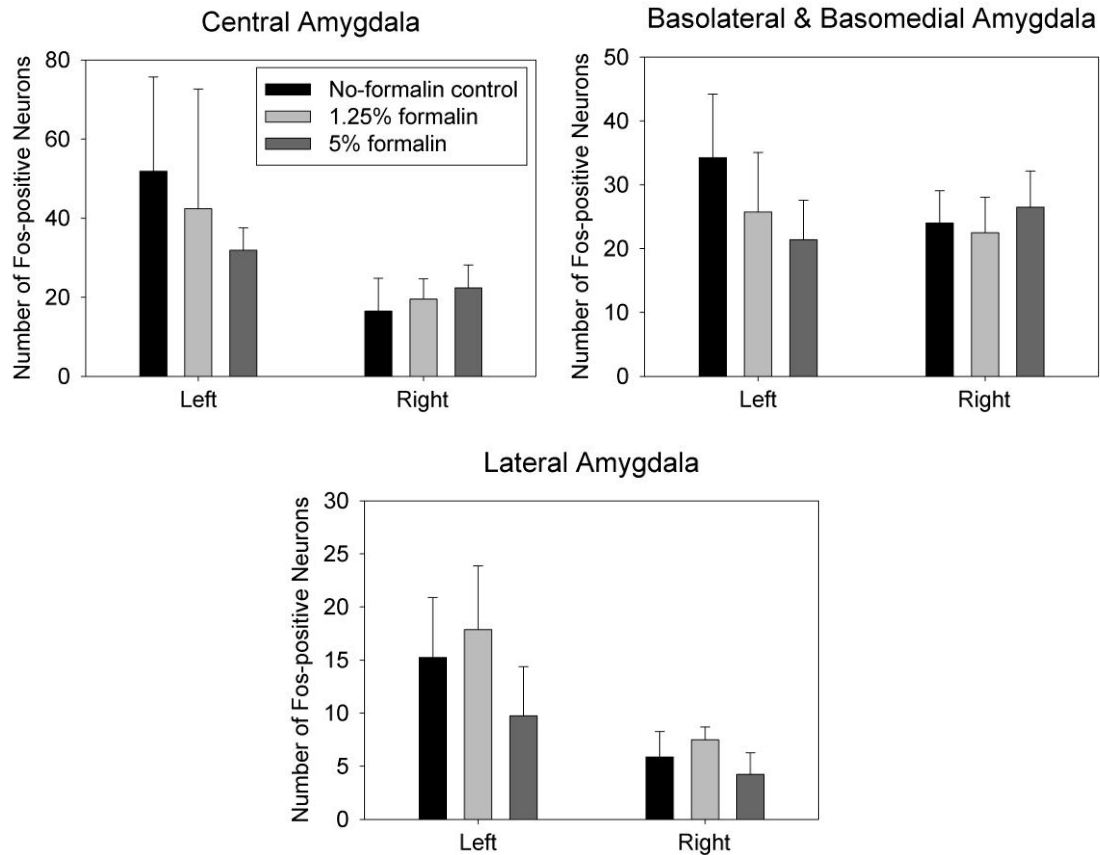 Central Amygdala
Number of Fos-positive Neurons
80
60
40
20
0
No-formalin control
1.25% formalin
5% formalin
Left
Right
Basolateral & Basomedial Amygdala
Number of Fos-positive Neurons
50
40
30
20
10
0
Left
Right
Lateral Amygdala
Number of Fos-positive Neurons
30
25
20
15
10
5
0
Left
Right